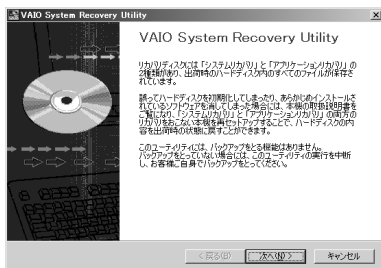 VAIO System Recovery Utility
VAIO System Recovery Utility
リカバリディスクには「システムリカバリ」と「アプリケーションリカバリ」の
2種類があり、出荷時のハードディスク内のすべてのファイルが保存さ
れています。
誤ってハードディスクを初期化してしまったり、あらかじめインストールさ
れているソフトウェアを消してしまった場合には、本機の取扱説明書を
ご覧になり、「システムリカバリ」と「アプリケーションリカバリ」の両方の
リカバリをおこない本機を再セットアップすることで、ハードディスクの内
容を出荷時の状態に戻すことができます。
このユーティリティには、バックアップをとる機能はありません。
バックアップをとっていない場合には、このユーティリティの実行を中断
し、お客様ご自身でバックアップをとってください。
< 戻る(B)
次へ(N) >
キャンセル